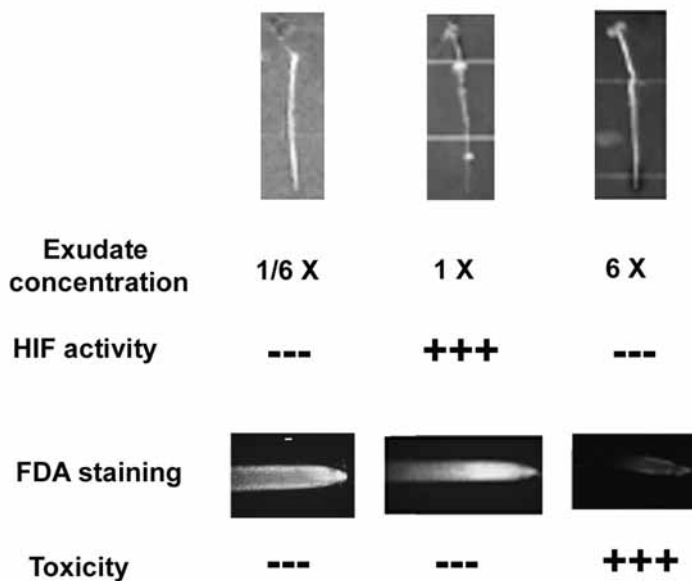 Exudate
concentration 1/6 X 1 X 6 X
HIF activity --- +++ ---
FDA staining
Toxicity --- --- +++